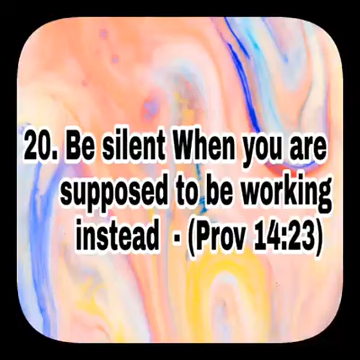 20. Be silent When you are
supposed to be working
instead - (Prov 14:23)